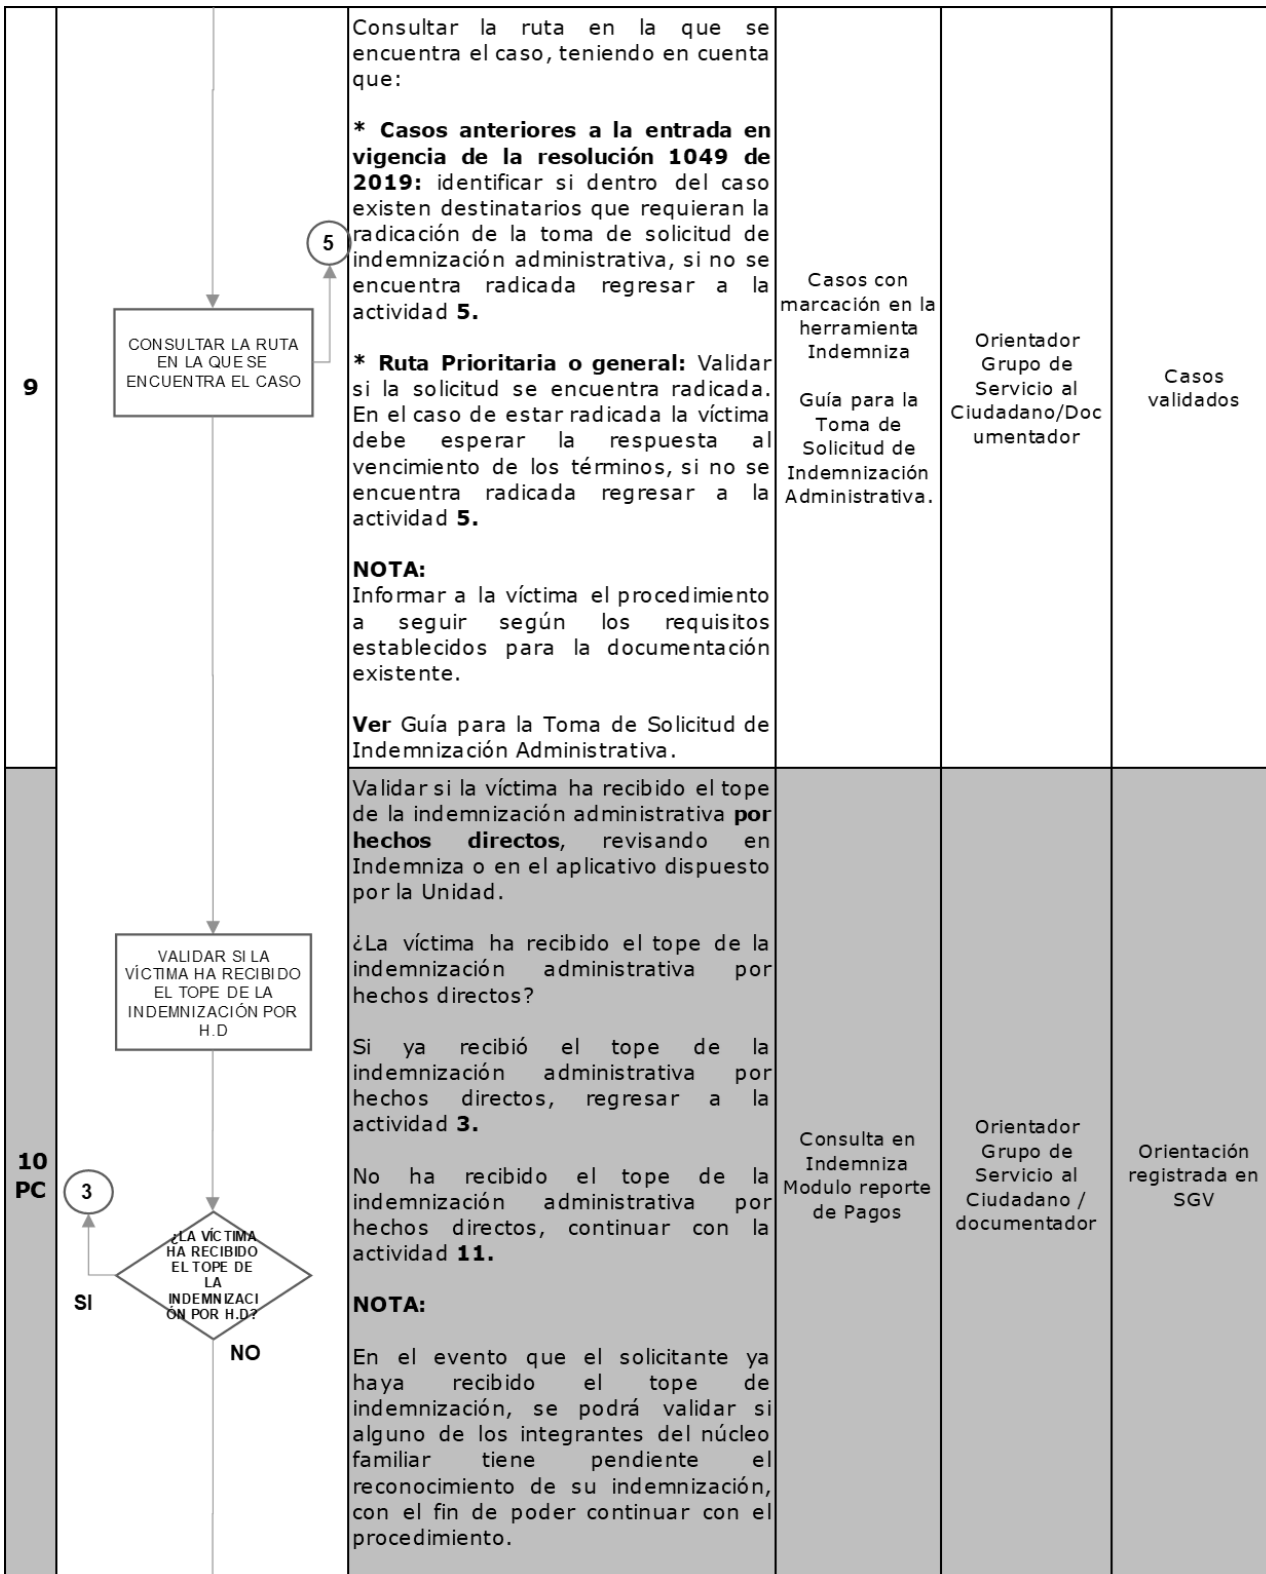 9
5
CONSULTAR LA RUTA
EN LA QUE SE
ENCUENTRA EL CASO
Consultar la ruta en la que se
encuentra el caso, teniendo en cuenta
que:
* Casos anteriores a la entrada en
vigencia de la resolución 1049 de
2019: identificar si dentro del caso
existen destinatarios que requieran la
radicación de la toma de solicitud de
indemnización administrativa, si no se
encuentra radicada regresar a la
actividad 5.
* Ruta Prioritaria o general: Validar
si la solicitud se encuentra radicada.
En el caso de estar radicada la víctima
debe esperar la respuesta al
vencimiento de los términos, si no se
encuentra radicada regresar a la
actividad 5.
NOTA:
Informar a la víctima el procedimiento
a seguir según los requisitos
establecidos para la documentación
existente.
Ver Guía para la Toma de Solicitud de
Indemnización Administrativa.
Casos con
marcación en la
herramienta
Indemniza
Guía para la
Toma de
Solicitud de
Indemnización
Administrativa.
Orientador
Grupo de
Servicio al
Ciudadano/Doc
umentador
Casos
validados
10
PC
VALIDAR SI LA
VÍCTIMA HA RECIBIDO
EL TOPE DE LA
INDEMNIZACIÓN POR
H.D
3
¿LA VÍCTIMA
HA RECIBIDO
EL TOPE DE
LA
INDEMNIZACI
ÓN POR H.D?
SI
NO
Validar si la víctima ha recibido el tope
de la indemnización administrativa por
hechos directos, revisando en
Indemniza o en el aplicativo dispuesto
por la Unidad.
¿La víctima ha recibido el tope de la
indemnización administrativa por
hechos directos?
Si ya recibió el tope de la
indemnización administrativa por
hechos directos, regresar a la
actividad 3.
No ha recibido el tope de la
indemnización administrativa por
hechos directos, continuar con la
actividad 11.
NOTA:
En el evento que el solicitante ya
haya recibido el tope de
indemnización, se podrá validar si
alguno de los integrantes del núcleo
familiar tiene pendiente el
reconocimiento de su indemnización,
con el fin de poder continuar con el
procedimiento.
Consulta en
Indemniza
Modulo reporte
de Pagos
Orientador
Grupo de
Servicio al
Ciudadano /
documentador
Orientación
registrada en
SGV